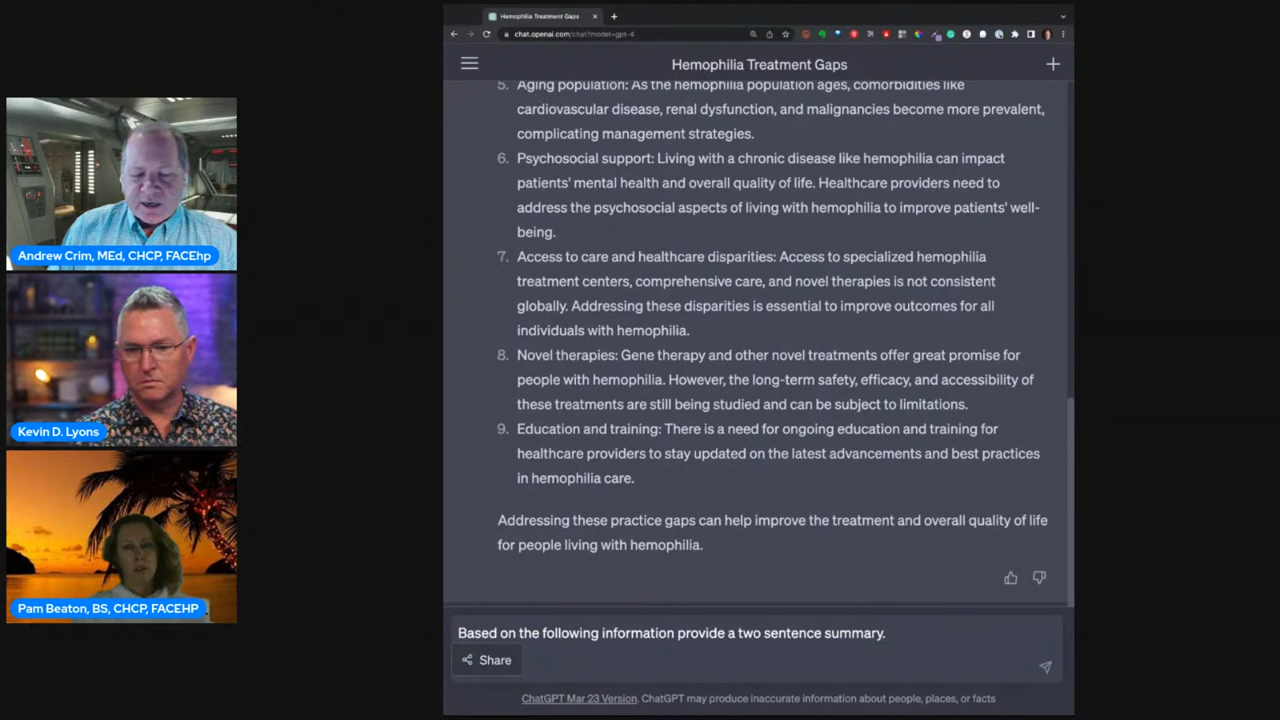 Hemophilia Treatment Gaps
chat.openai.com/chat?model=gpt-4
Hemophilia Treatment Gaps
5. Aging population: As the hemophilia population ages, comorbidities like
cardiovascular disease, renal dysfunction, and malignancies become more prevalent,
complicating management strategies.
6. Psychosocial support: Living with a chronic disease like hemophilia can impact
patients' mental health and overall quality of life. Healthcare providers need to
address the psychosocial aspects of living with hemophilia to improve patients' well-
being.
7. Access to care and healthcare disparities: Access to specialized hemophilia
treatment centers, comprehensive care, and novel therapies is not consistent
globally. Addressing these disparities is essential to improve outcomes for all
individuals with hemophilia.
8. Novel therapies: Gene therapy and other novel treatments offer great promise for
people with hemophilia. However, the long-term safety, efficacy, and accessibility of
these treatments are still being studied and can be subject to limitations.
9. Education and training: There is a need for ongoing education and training for
healthcare providers to stay updated on the latest advancements and best practices
in hemophilia care.
Addressing these practice gaps can help improve the treatment and overall quality of life
for people living with hemophilia.
Based on the following information provide a two sentence summary.
Share
ChatGPT Mar 23 Version. ChatGPT may produce inaccurate information about people, places, or facts
Andrew Crim, MEd, CHCP, FACEhp
Kevin D. Lyons
Pam Beaton, BS, CHCP, FACEHP